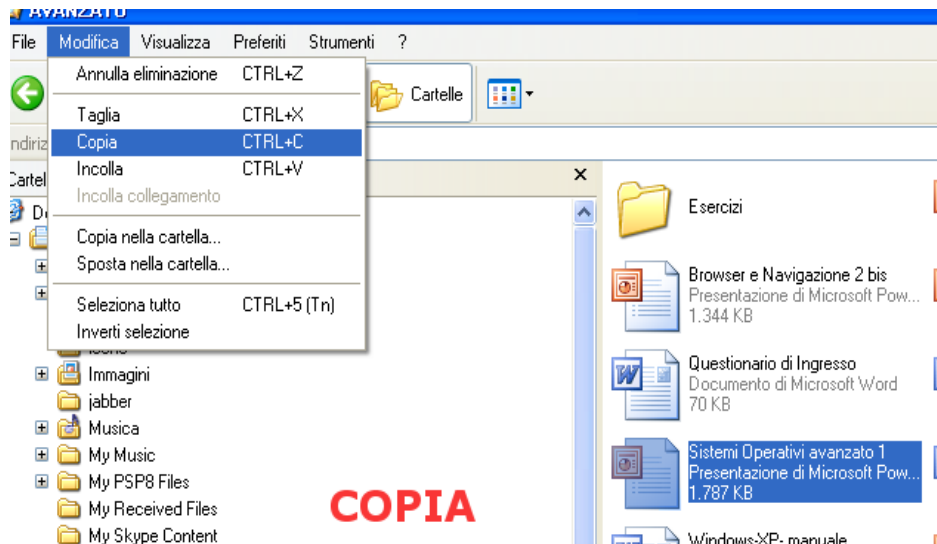 AVANZATO
File Modifica Visualizza Preferiti Strumenti ?
Annulla eliminazione CTRL+Z
Cartelle
Taglia CTRL+X
Copia CTRL+C
Incolla CTRL+V
Incolla collegamento
Copia nella cartella...
Sposta nella cartella...
Seleziona tutto CTRL+5 (Tn)
Inverti selezione
Immagini
jabber
Musica
My Music
My PSP8 Files
My Received Files
My Skype Content
COPIA
Esercizi
Browser e Navigazione 2 bis
Presentazione di Microsoft Pow...
1.344 KB
Questionario di Ingresso
Documento di Microsoft Word
70 KB
Sistemi Operativi avanzato 1
Presentazione di Microsoft Pow...
1.787 KB
Windows-XP- manuale